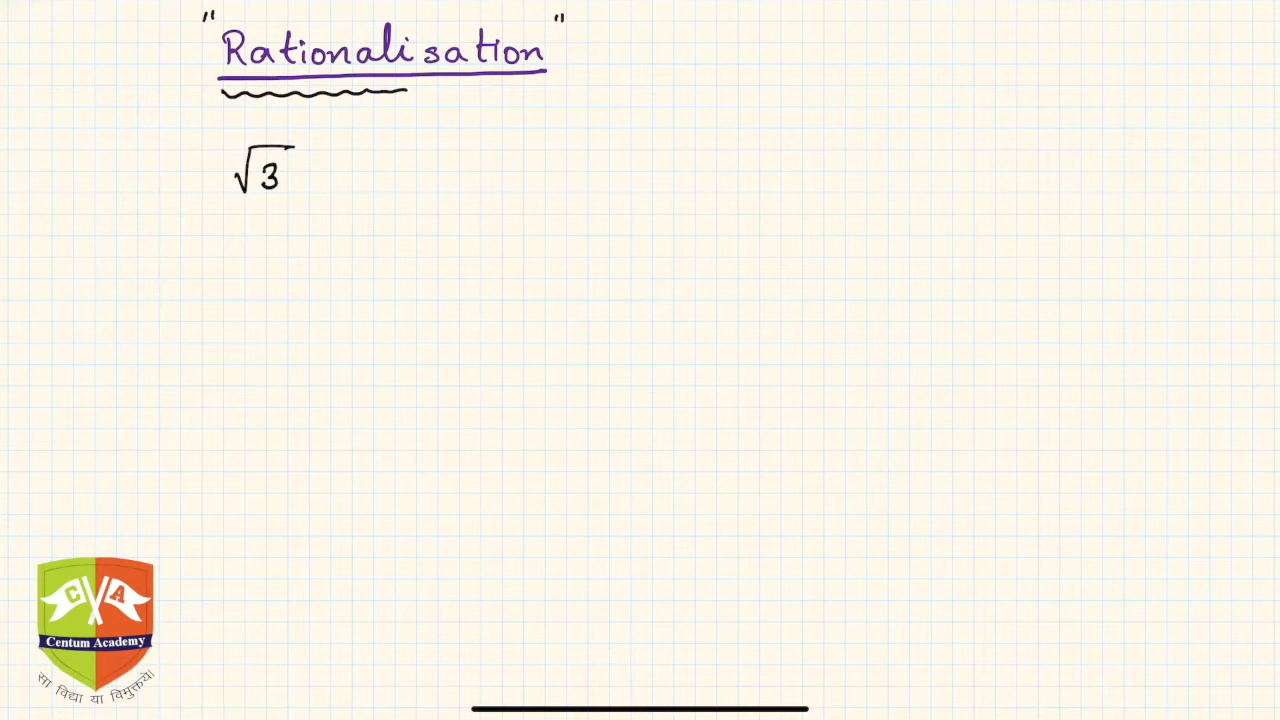 "Rationalisation"
√3
C A
Centum Academy
सा विद्या या विमुक्तये।